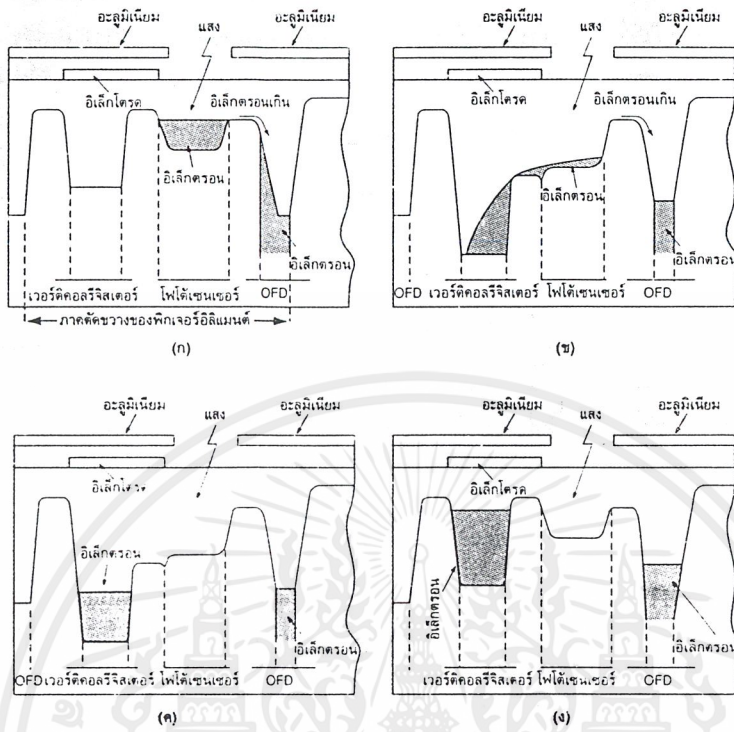 อะลูมิเนียม แสง อะลูมิเนียม
อิเล็กโตรด อิเล็กตรอนเกิน
อิเล็กตรอน
อิเล็กตรอน
เวอร์ติคอลรีจิสเตอร์ โฟโต้เซนเซอร์ OFD
ภาคตัดขวางของพิกเจอร์อิลิเมนต์
(ก)
อะลูมิเนียม แสง อะลูมิเนียม
อิเล็กโตรด อิเล็กตรอนเกิน
อิเล็กตรอน
อิเล็กตรอน
OFD เวอร์ติคอลรีจิสเตอร์ โฟโต้เซนเซอร์ OFD
(ข)
อะลูมิเนียม แสง อะลูมิเนียม
อิเล็กโตรด
อิเล็กตรอน
อิเล็กตรอน
OFD เวอร์ติคอลรีจิสเตอร์ โฟโต้เซนเซอร์ OFD
(ค)
อะลูมิเนียม แสง อะลูมิเนียม
อิเล็กโตรด
อิเล็กตรอน
อิเล็กตรอน
เวอร์ติคอลรีจิสเตอร์ โฟโต้เซนเซอร์ OFD
(ง)